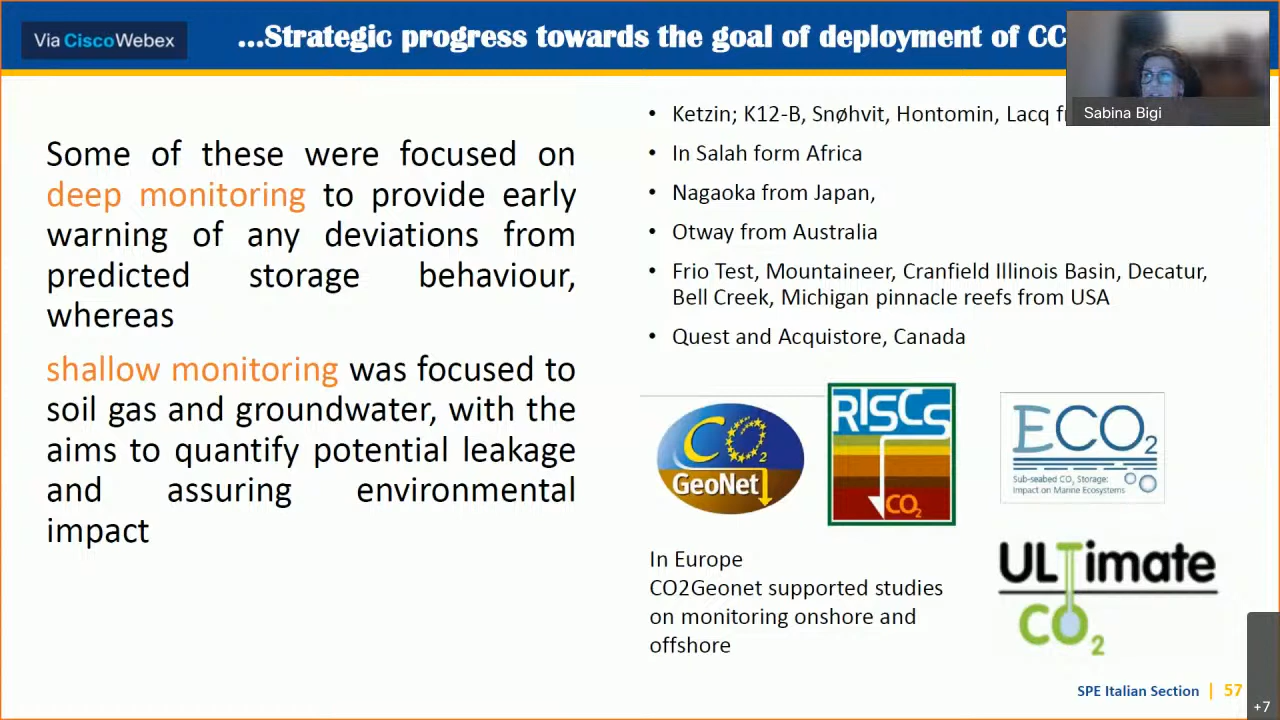 Via Cisco Webex
...Strategic progress towards the goal of deployment of CC
Sabina Bigi
Some of these were focused on
deep monitoring to provide early
warning of any deviations from
predicted storage behaviour,
whereas
shallow monitoring was focused to
soil gas and groundwater, with the
aims to quantify potential leakage
and assuring environmental
impact
• Ketzin; K12-B, Snøhvit, Hontomin, Lacq
• In Salah form Africa
• Nagaoka from Japan,
• Otway from Australia
• Frio Test, Mountaineer, Cranfield Illinois Basin, Decatur,
Bell Creek, Michigan pinnacle reefs from USA
• Quest and Acquistore, Canada
CO2
GeoNet
RISCS
CO2
ECO2
Sub-seabed CO2 Storage:
Impact on Marine Ecosystems
In Europe
CO2Geonet supported studies
on monitoring onshore and
offshore
ULTimate
CO2
SPE Italian Section | 57
+7